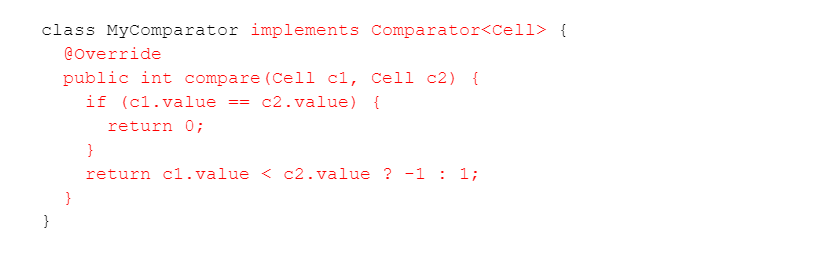 class MyComparator implements Comparator<Cell> {
  @Override
  public int compare(Cell c1, Cell c2) {
    if (c1.value == c2.value) {
      return 0;
    }
    return c1.value < c2.value ? -1 : 1;
  }
}